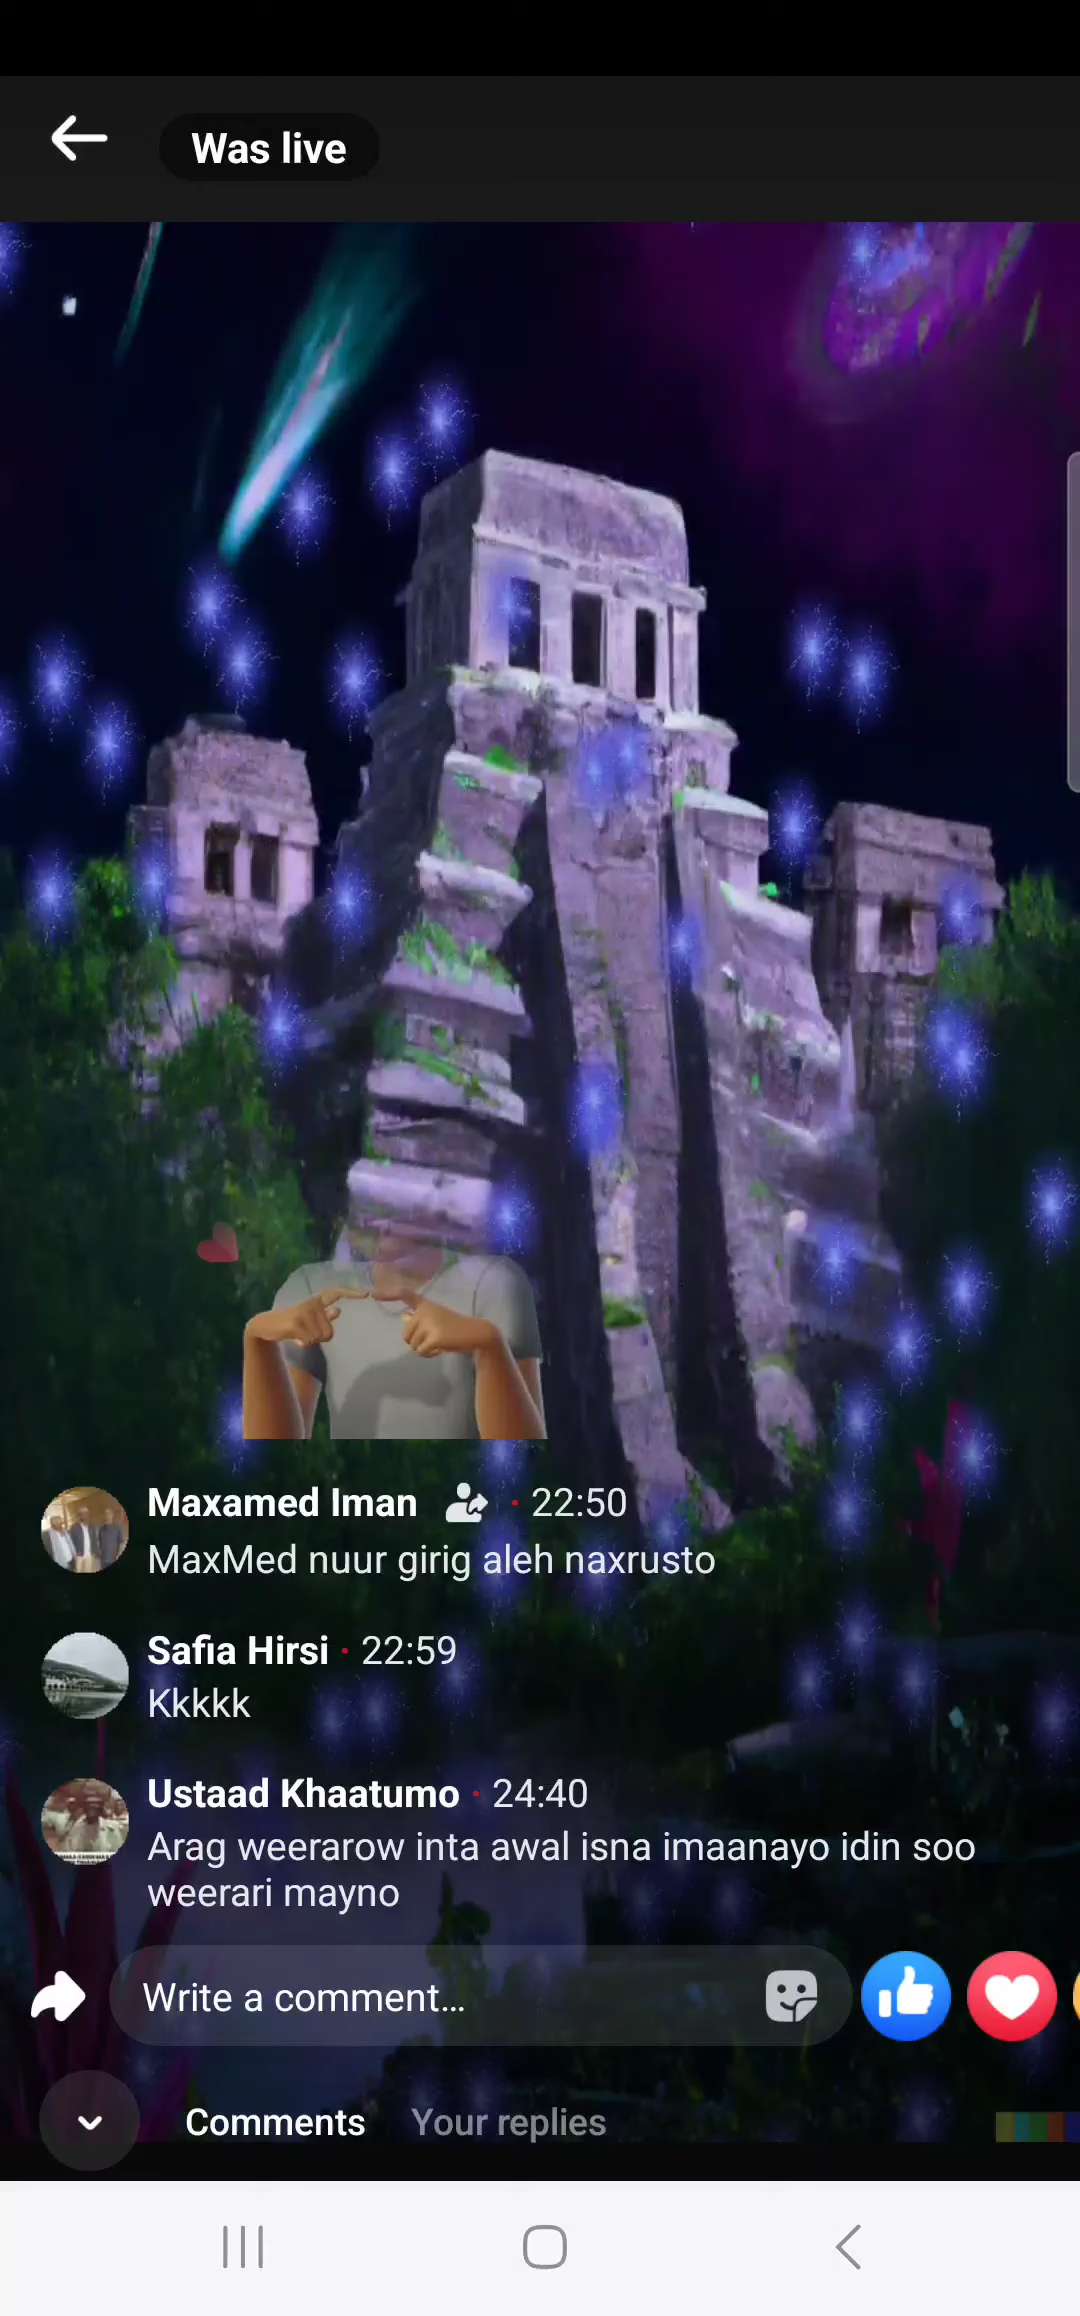 Was live
Maxamed Iman · 22:50
MaxMed nuur girig aleh naxrusto
Safia Hirsi · 22:59
Kkkkk
Ustaad Khaatumo · 24:40
Arag weerarow inta awal isna imaanayo idin soo
weerari mayno
Write a comment...
Comments Your replies